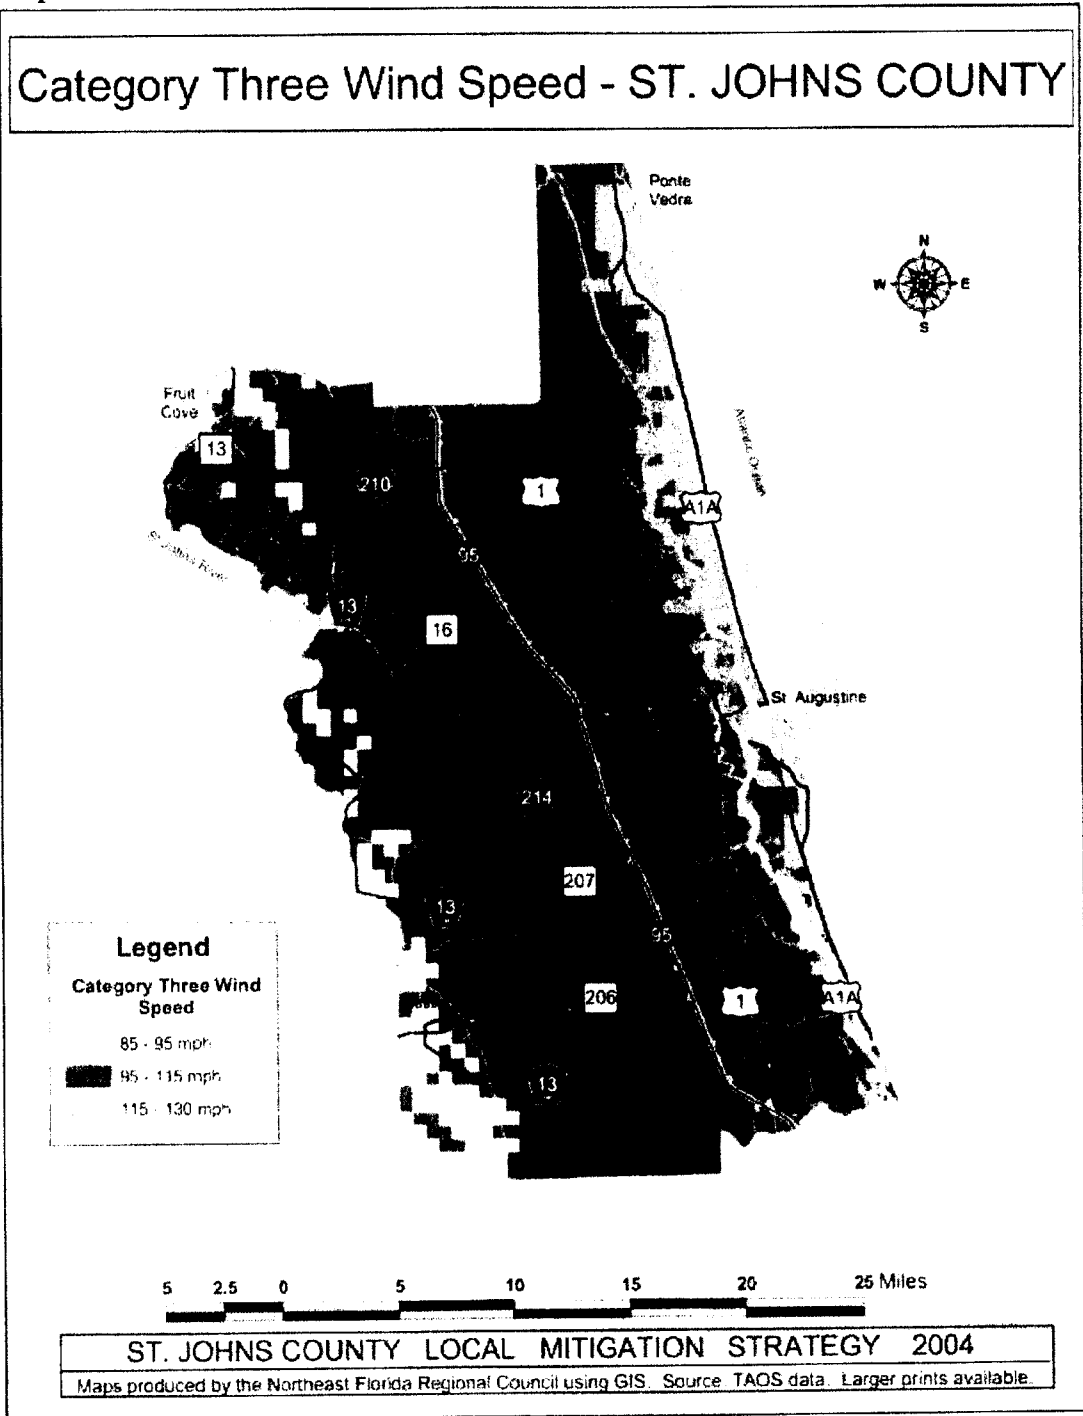 Category Three Wind Speed - ST. JOHNS COUNTY
Ponte
Vedra
N
W
E
S
Fruit
Cove
13
210
1
Atlantic Ocean
A1A
St Johns River
95
13
16
St Augustine
214
207
13
95
206
1
A1A
13
Legend
Category Three Wind
Speed
85 - 95 mph
95 - 115 mph
115 - 130 mph
5 2.5 0 5 10 15 20 25 Miles
ST. JOHNS COUNTY LOCAL MITIGATION STRATEGY 2004
Maps produced by the Northeast Florida Regional Council using GIS. Source TAOS data. Larger prints available.